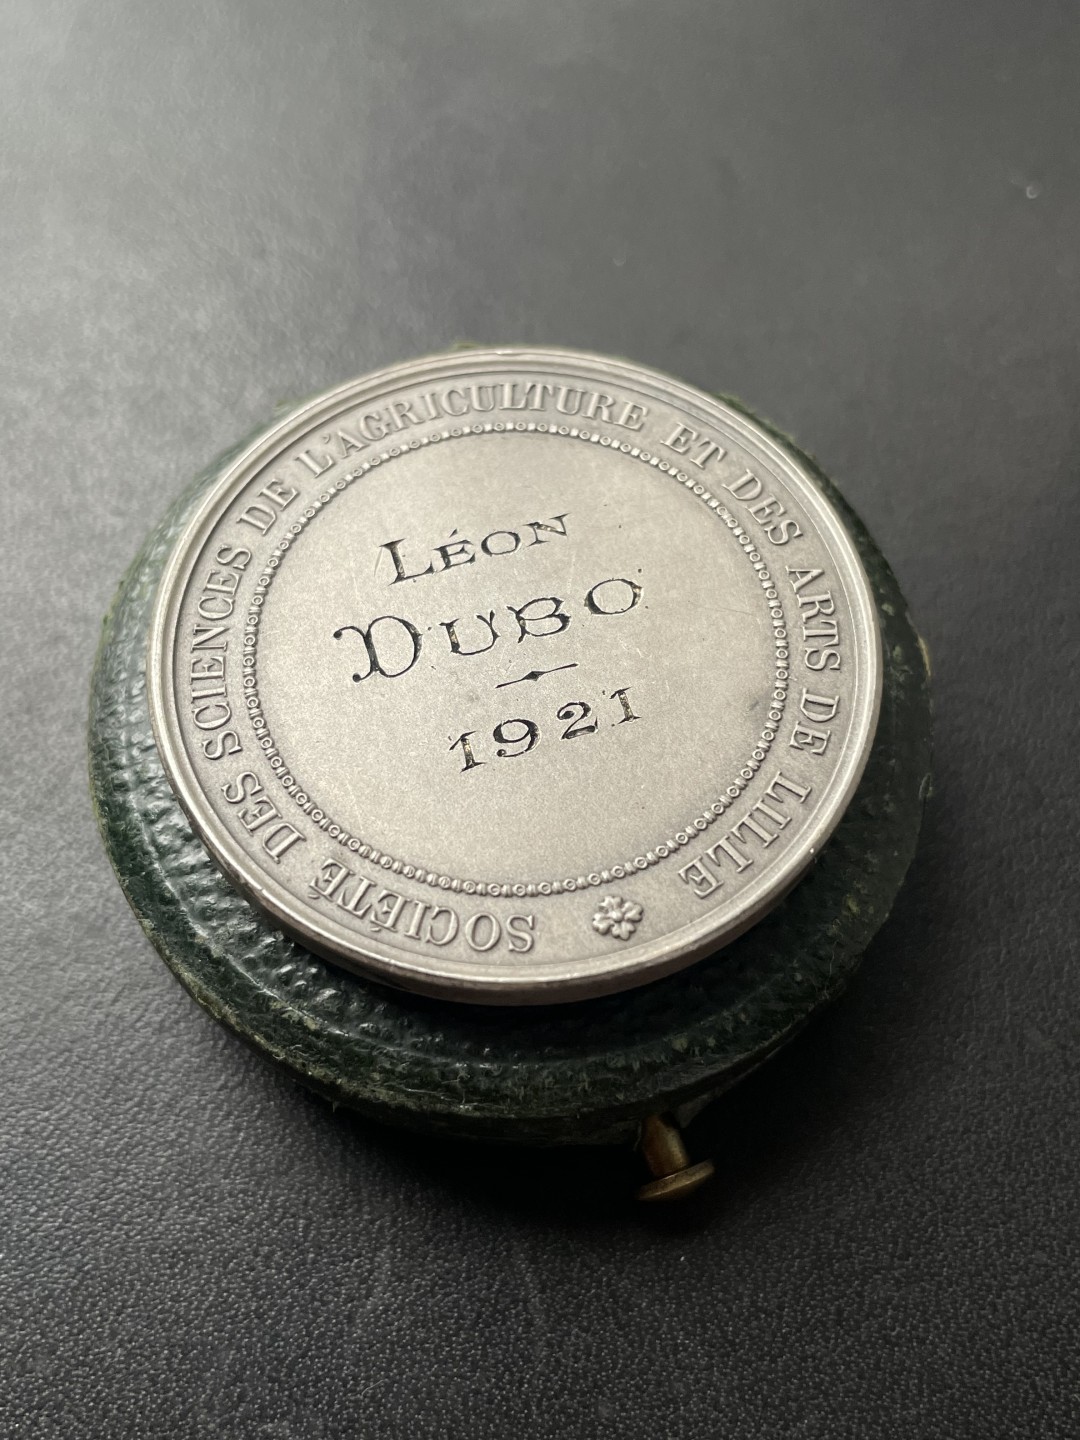 SOCIÉTÉ DES SCIENCES DE L'AGRICULTURE ET DES ARTS DE LILLE
LÉON
DUBO
1921